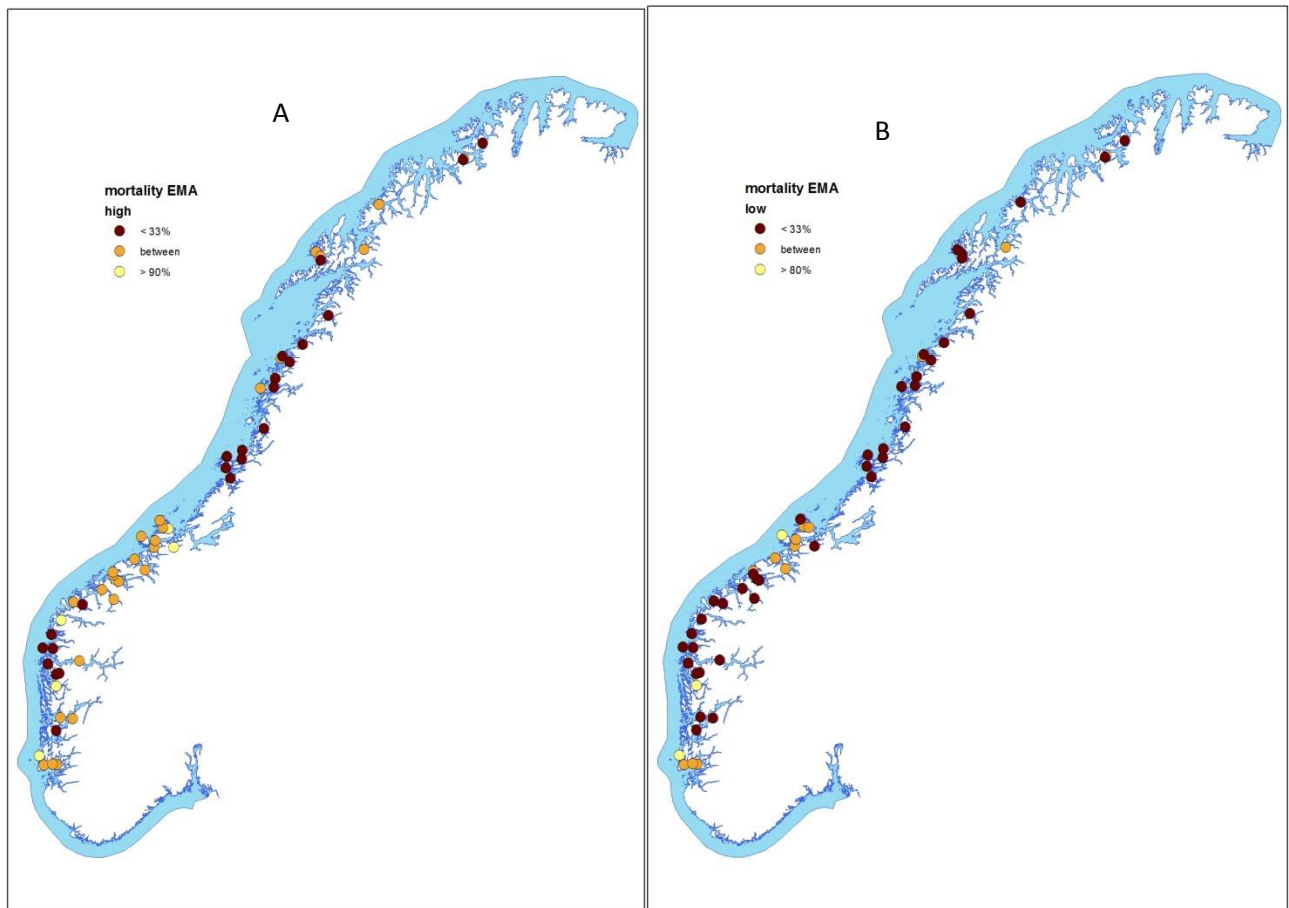 A
mortality EMA
high
< 33%
between
> 90%
B
mortality EMA
low
< 33%
between
> 80%